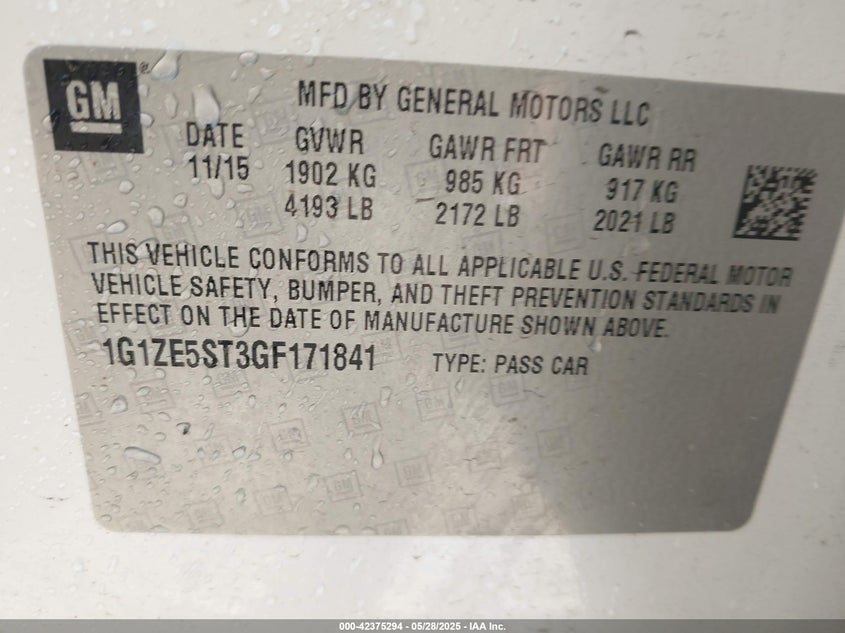 GM ®
MFD BY GENERAL MOTORS LLC
DATE GVWR GAWR FRT GAWR RR
11/15 1902 KG 985 KG 917 KG
4193 LB 2172 LB 2021 LB
THIS VEHICLE CONFORMS TO ALL APPLICABLE U.S. FEDERAL MOTOR
VEHICLE SAFETY, BUMPER, AND THEFT PREVENTION STANDARDS IN
EFFECT ON THE DATE OF MANUFACTURE SHOWN ABOVE.
1G1ZE5ST3GF171841 TYPE: PASS CAR
000-42375294 - 05/28/2025 - IAA Inc.